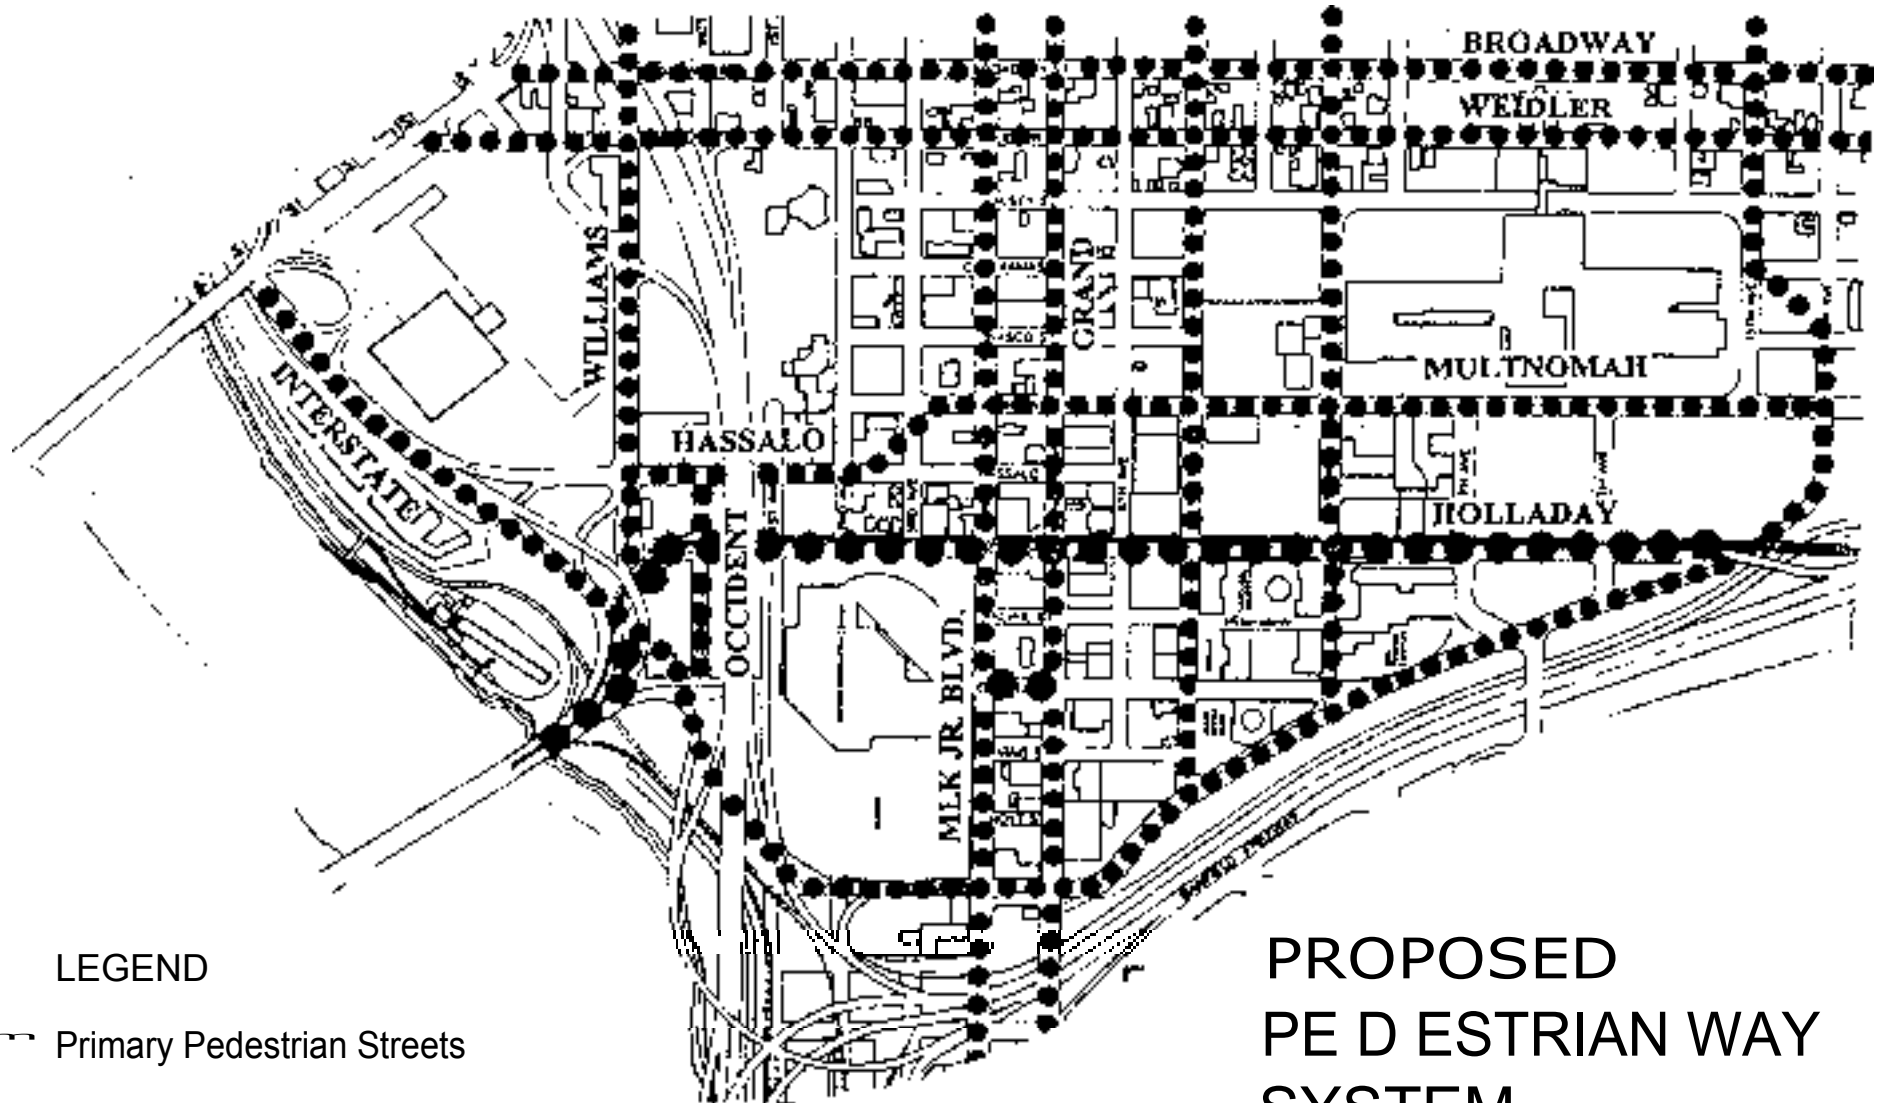 BROADWAY
WEIDLER
WILLIAMS
GRAND
MULTNOMAH
INTERSTATE
HASSALO
HOLLADAY
OCCIDENT
MLK JR. BLVD.
LEGEND
Primary Pedestrian Streets
PROPOSED
PE D ESTRIAN WAY
SYSTEM